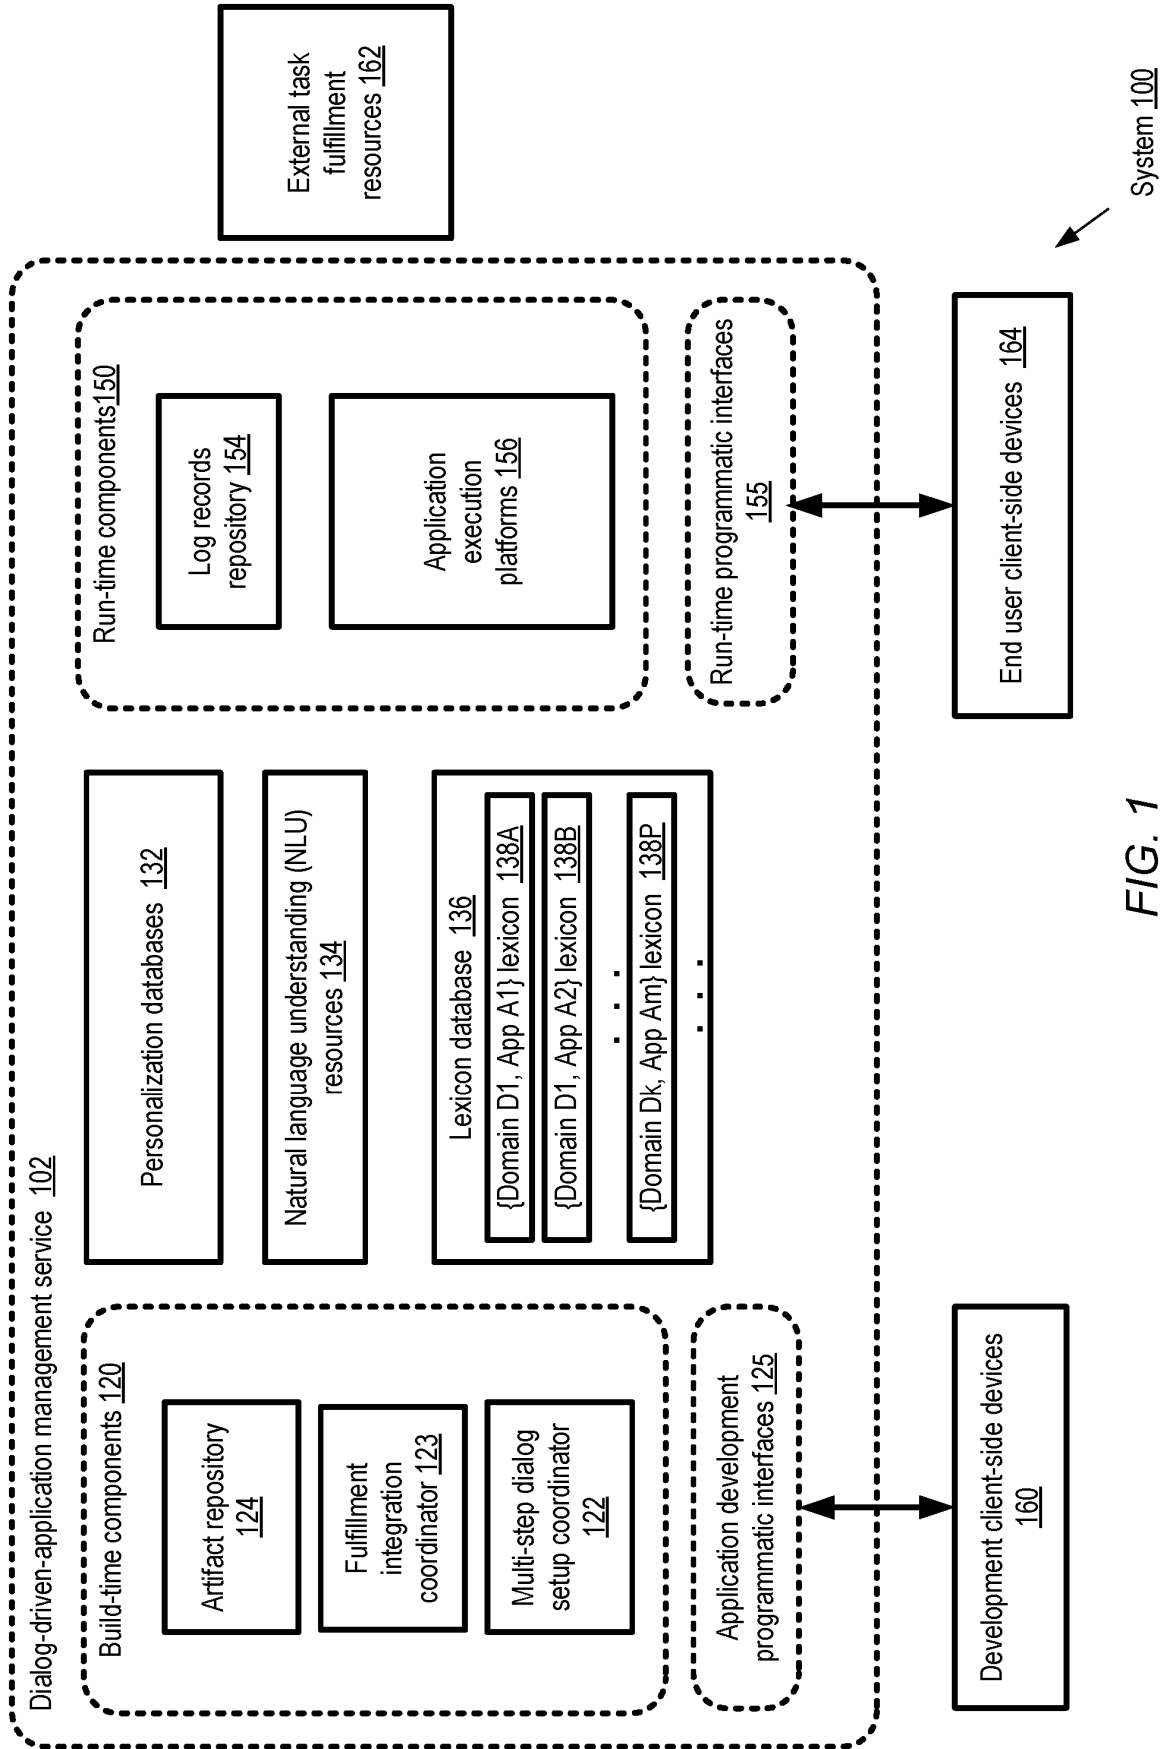 Dialog-driven-application management service 102
Build-time components 120
Artifact repository
124
Fulfillment
integration
coordinator 123
Multi-step dialog
setup coordinator
122
Application development
programmatic interfaces 125
Personalization databases 132
Natural language understanding (NLU)
resources 134
Lexicon database 136
{Domain D1, App A1} lexicon 138A
{Domain D1, App A2} lexicon 138B
. . .
{Domain Dk, App Am} lexicon 138P
. . .
Run-time components150
Log records
repository 154
Application
execution
platforms 156
Run-time programmatic interfaces
155
External task
fulfillment
resources 162
Development client-side devices
160
End user client-side devices 164
System 100
FIG. 1